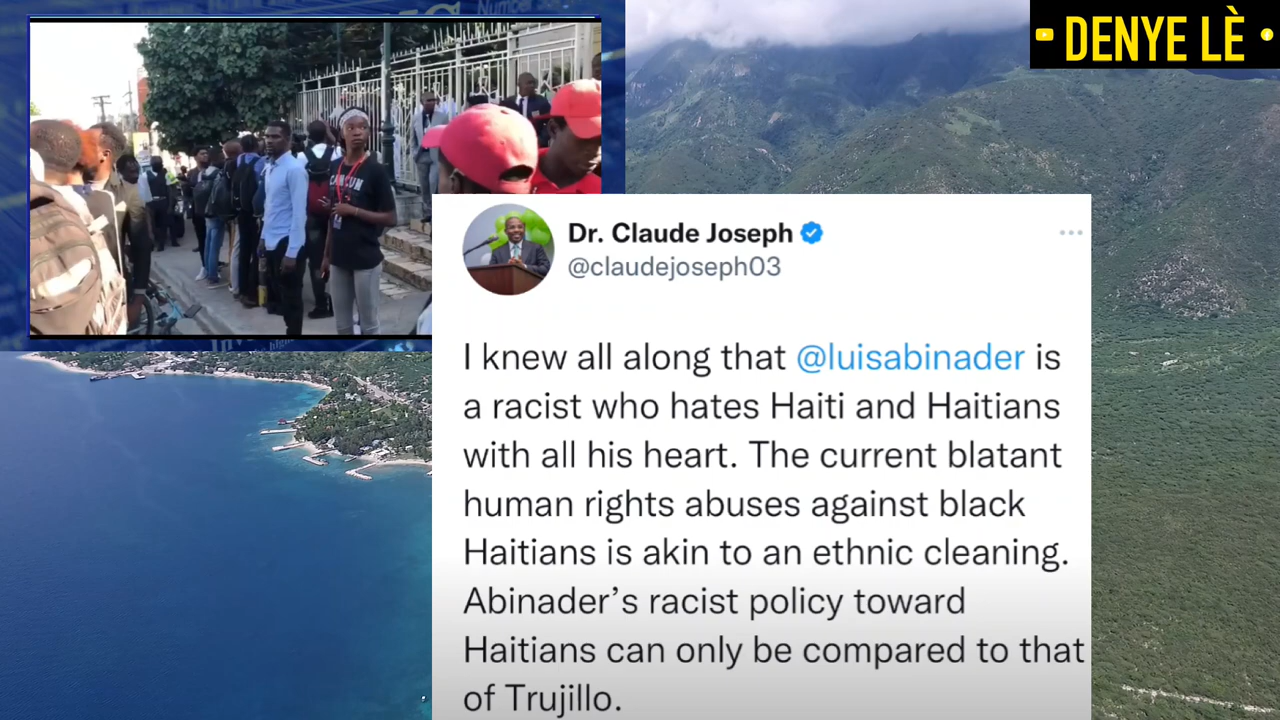 DENYE LÈ
CANCUN
Dr. Claude Joseph
@claudejoseph03
I knew all along that @luisabinader is
a racist who hates Haiti and Haitians
with all his heart. The current blatant
human rights abuses against black
Haitians is akin to an ethnic cleaning.
Abinader’s racist policy toward
Haitians can only be compared to that
of Trujillo.